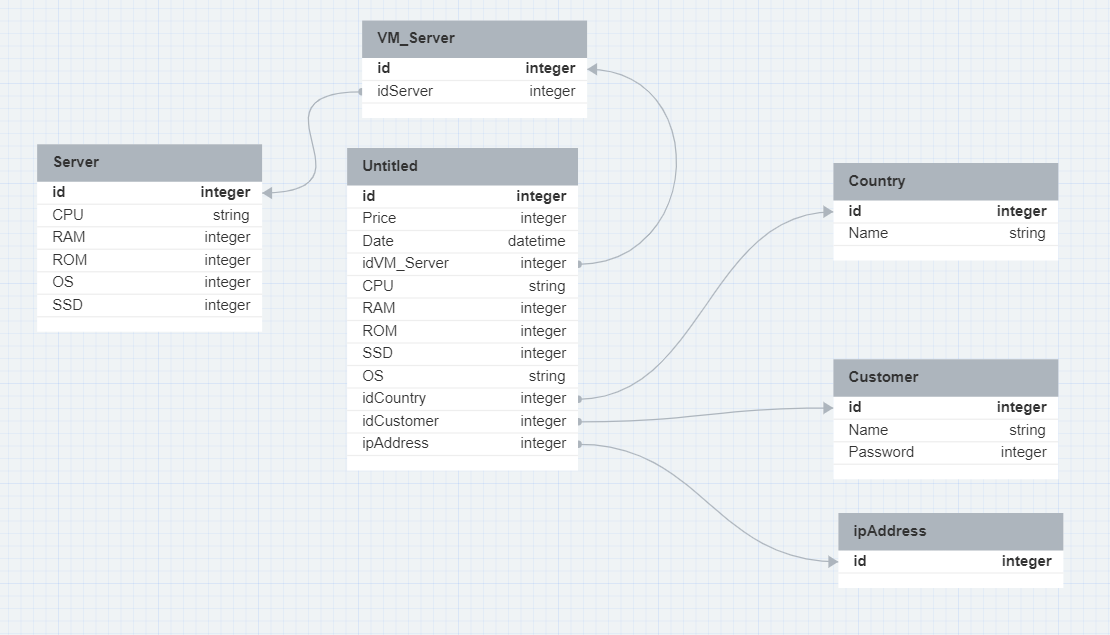 VM_Server
id integer
idServer integer
Server
id integer
CPU string
RAM integer
ROM integer
OS integer
SSD integer
Untitled
id integer
Price integer
Date datetime
idVM_Server integer
CPU string
RAM integer
ROM integer
SSD integer
OS string
idCountry integer
idCustomer integer
ipAddress integer
Country
id integer
Name string
Customer
id integer
Name string
Password integer
ipAddress
id integer